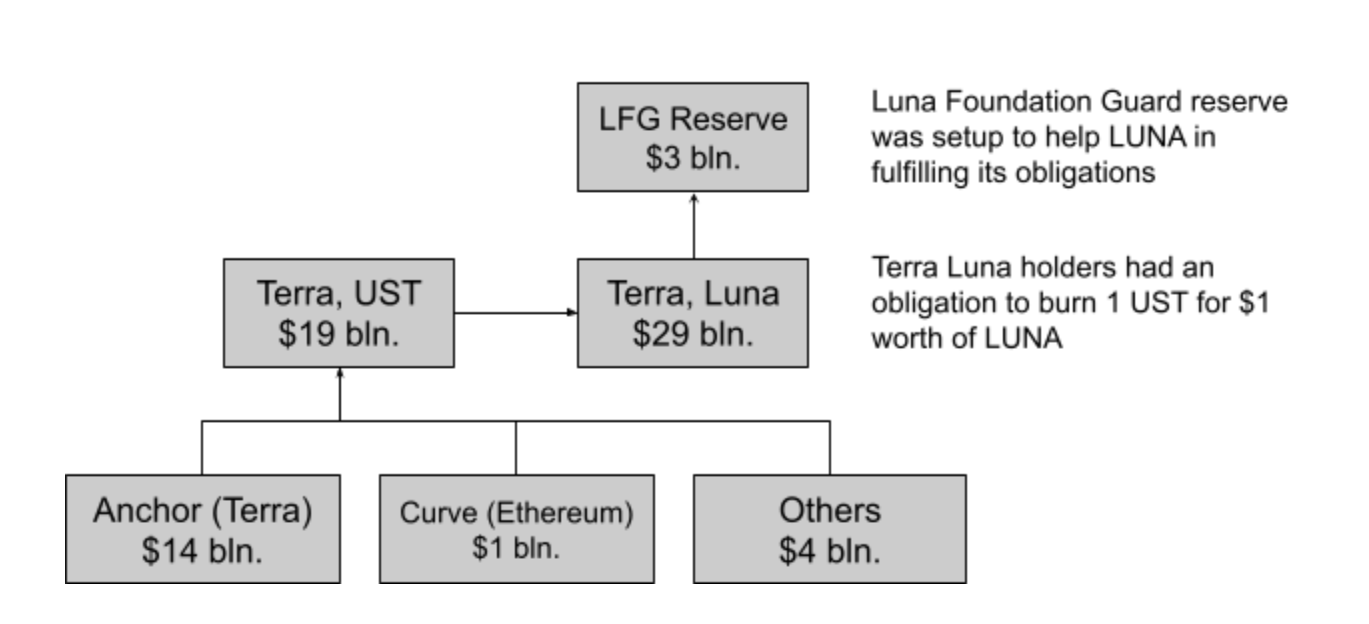 LFG Reserve
$3 bln.
Luna Foundation Guard reserve
was setup to help LUNA in
fulfilling its obligations
Terra, UST
$19 bln.
Terra, Luna
$29 bln.
Terra Luna holders had an
obligation to burn 1 UST for $1
worth of LUNA
Anchor (Terra)
$14 bln.
Curve (Ethereum)
$1 bln.
Others
$4 bln.